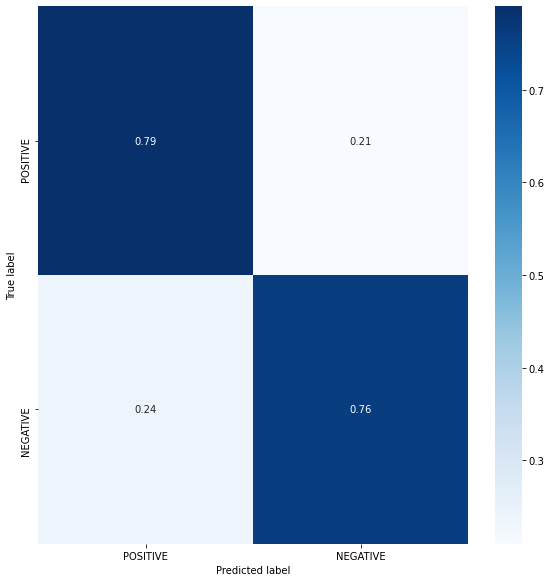 POSITIVE
NEGATIVE
True label
0.79
0.21
0.24
0.76
POSITIVE
NEGATIVE
Predicted label
0.7
0.6
0.5
0.4
0.3